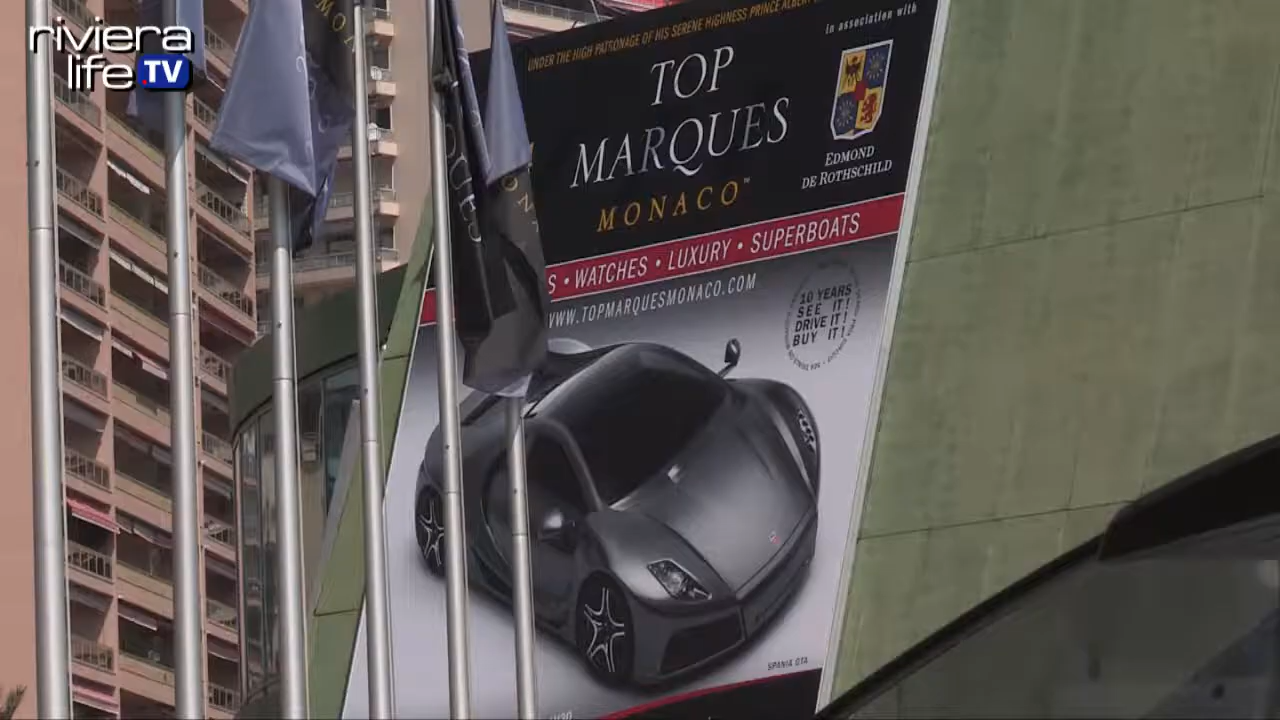 riviera
life.TV
UNDER THE HIGH PATRONAGE OF HIS SERENE HIGHNESS PRINCE ALBERT
in association with
TOP
MARQUES
MONACO™
EDMOND
DE ROTHSCHILD
S • WATCHES • LUXURY • SUPERBOATS
WWW.TOPMARQUESMONACO.COM
10 YEARS
SEE IT!
DRIVE IT!
BUY IT!
SPANIA GTA